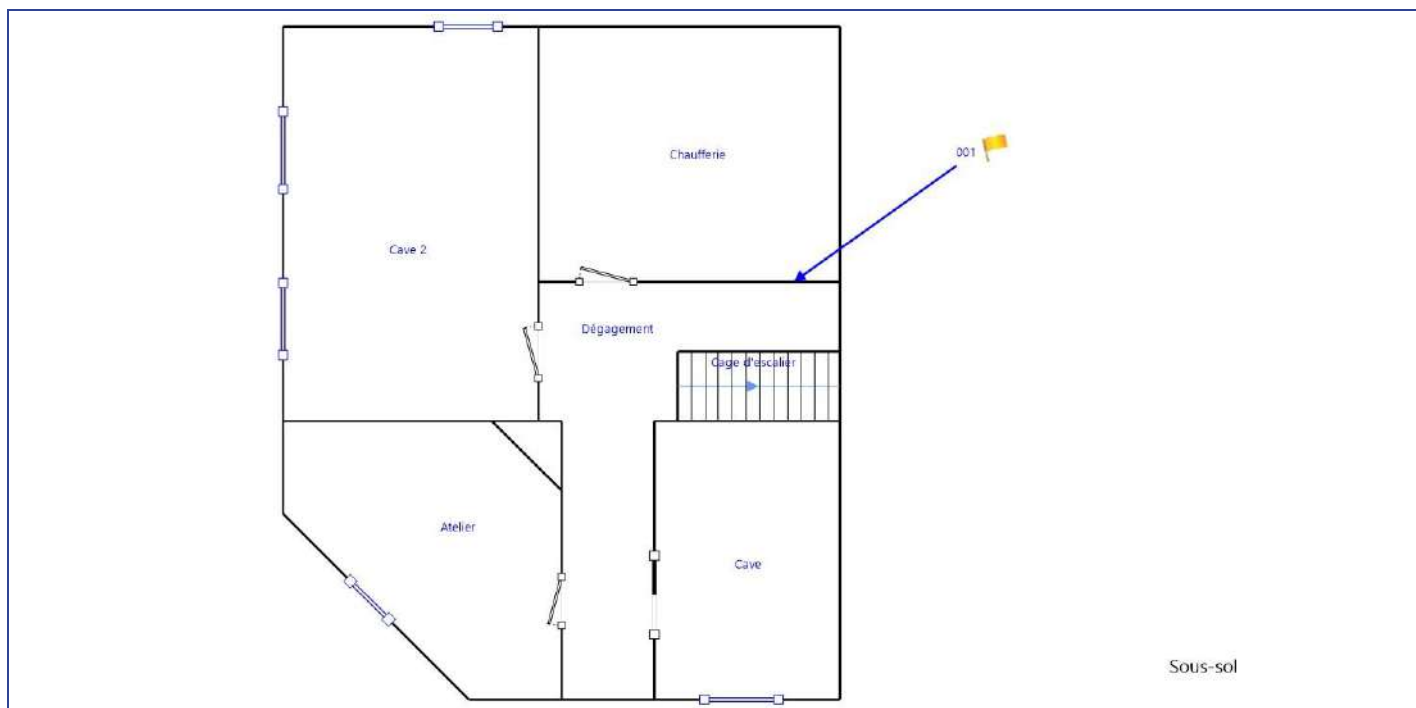 Chaufferie
001
Cave 2
Dégagement
Cage d'escalier
Atelier
Cave
Sous-sol